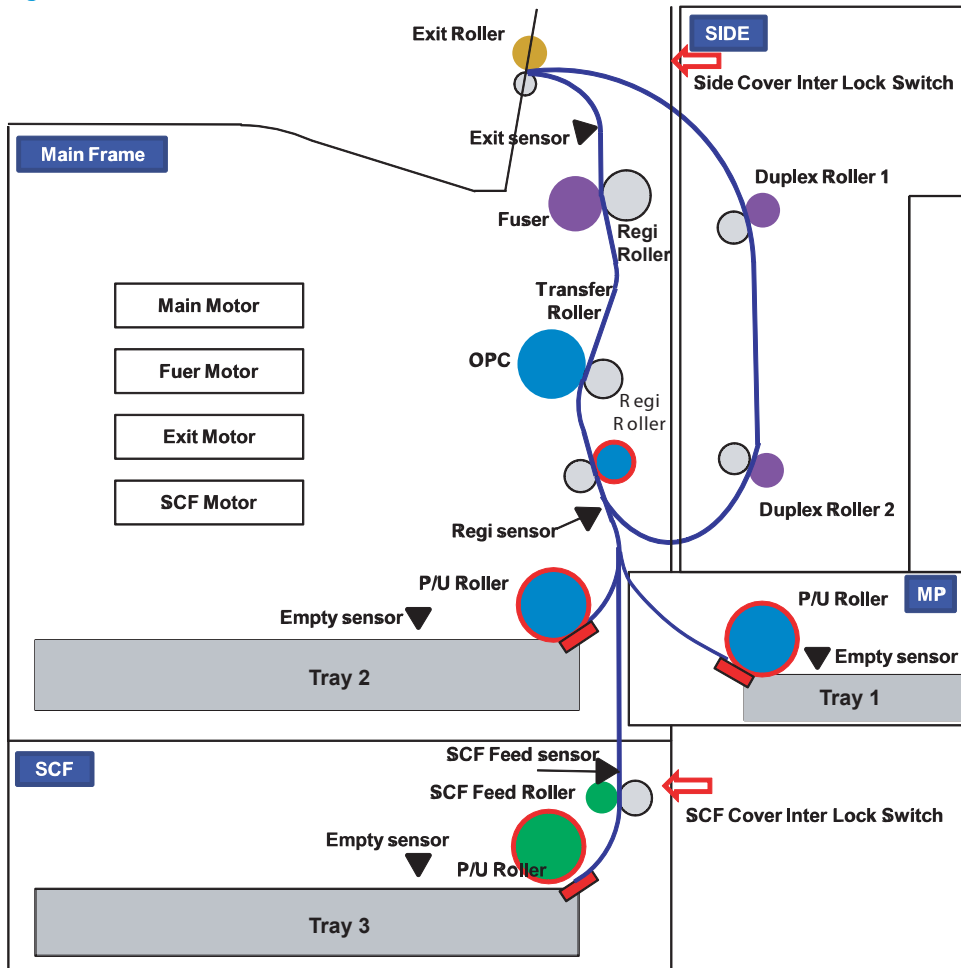 Exit Roller
SIDE
Side Cover Inter Lock Switch
Exit sensor
Main Frame
Duplex Roller 1
Fuser
Regi
Roller
Transfer
Roller
Main Motor
OPC
Fuer Motor
Regi
Roller
Exit Motor
SCF Motor
Regi sensor
Duplex Roller 2
P/U Roller
MP
P/U Roller
Empty sensor
Empty sensor
Tray 2
Tray 1
SCF Feed sensor
SCF
SCF Feed Roller
SCF Cover Inter Lock Switch
Empty sensor
P/U Roller
Tray 3